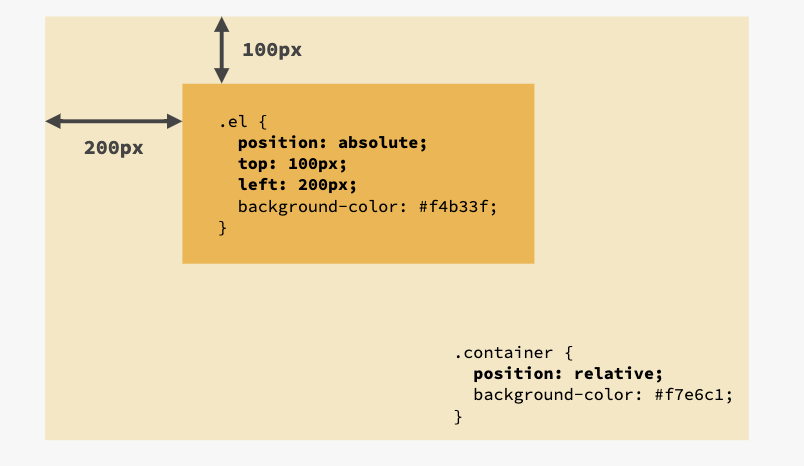 100px
200px
.el {
  position: absolute;
  top: 100px;
  left: 200px;
  background-color: #f4b33f;
}
.container {
  position: relative;
  background-color: #f7e6c1;
}